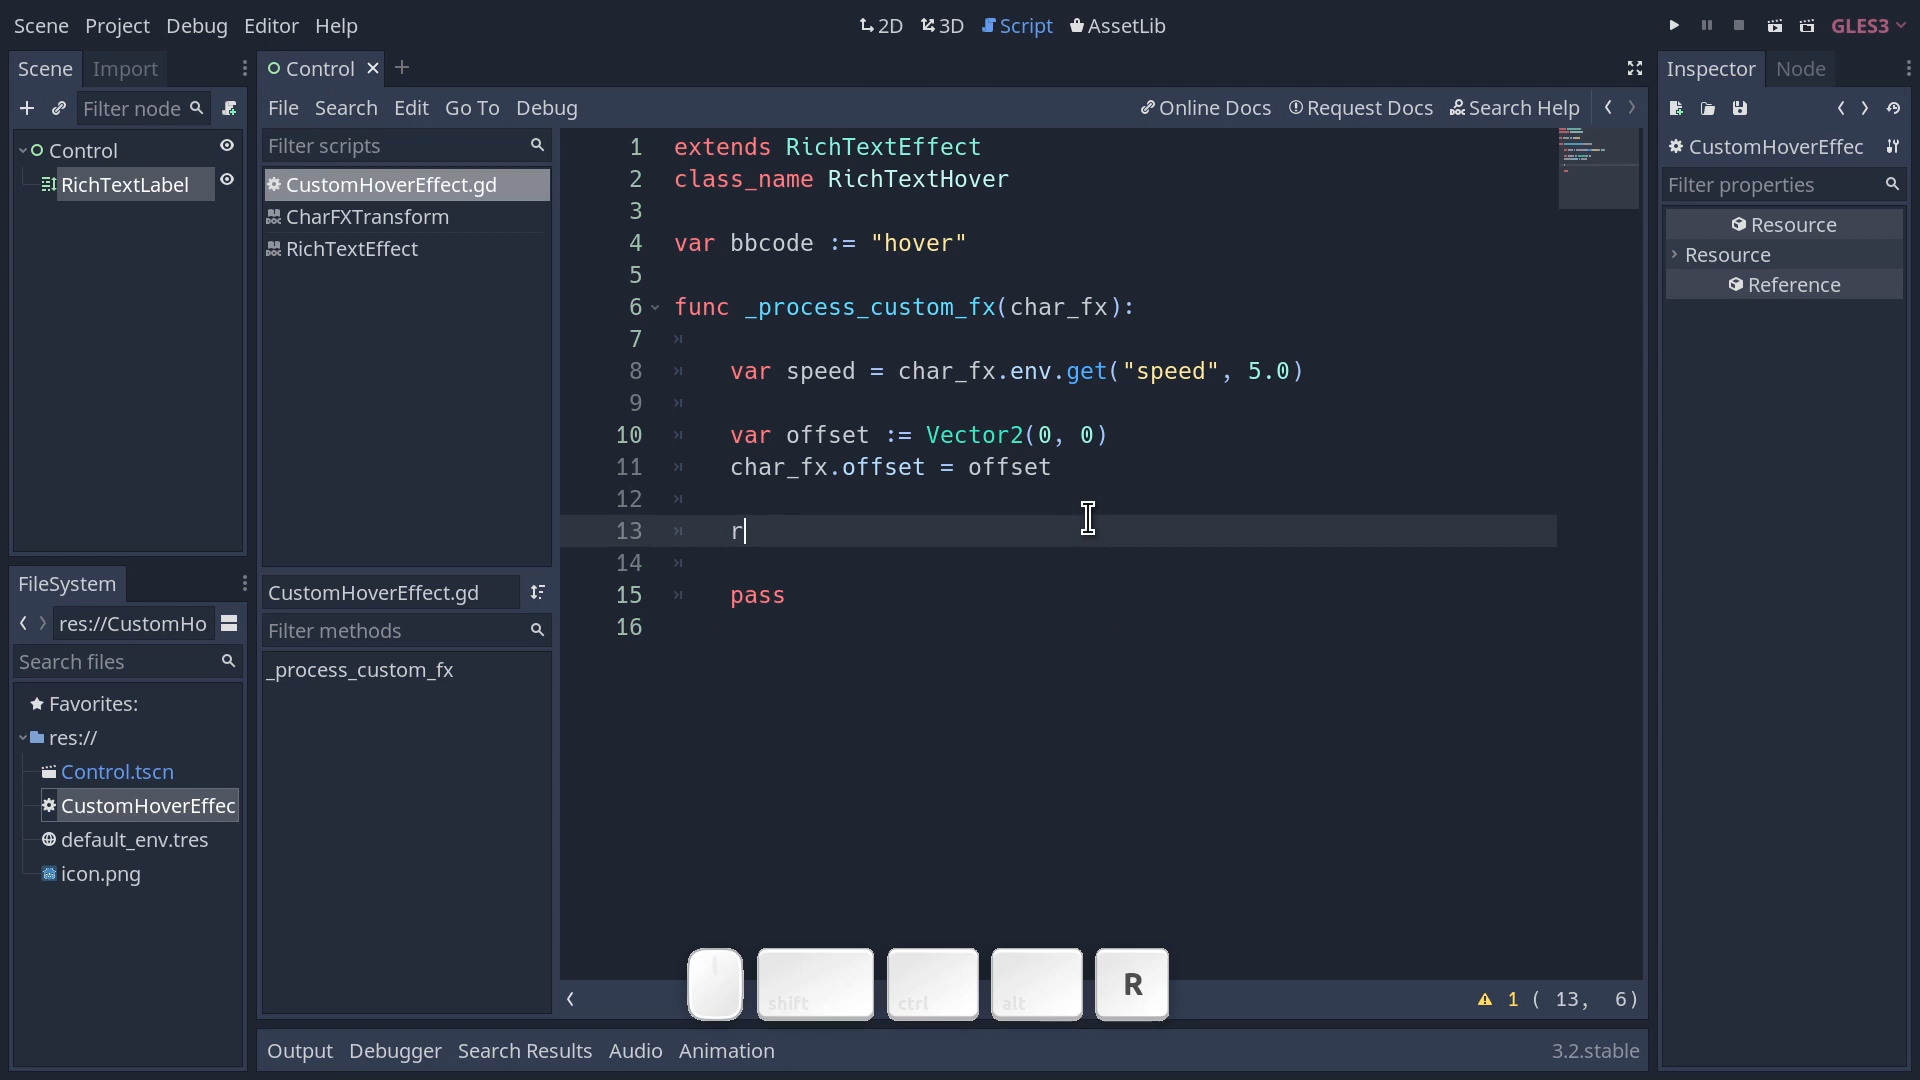 Scene Project Debug Editor Help
2D 3D Script AssetLib
GLES3
Scene Import
Filter node
Control
RichTextLabel
FileSystem
res://CustomHo
Search files
Favorites:
res://
Control.tscn
CustomHoverEffec
default_env.tres
icon.png
Control
File Search Edit Go To Debug
Online Docs Request Docs Search Help
Filter scripts
CustomHoverEffect.gd
CharFXTransform
RichTextEffect
CustomHoverEffect.gd
Filter methods
_process_custom_fx
1 extends RichTextEffect
2 class_name RichTextHover
3
4 var bbcode := "hover"
5
6 func _process_custom_fx(char_fx):
7
8 var speed = char_fx.env.get("speed", 5.0)
9
10 var offset := Vector2(0, 0)
11 char_fx.offset = offset
12
13 r
14
15 pass
16
shift ctrl alt R
1 ( 13, 6)
Output Debugger Search Results Audio Animation
3.2.stable
Inspector Node
CustomHoverEffec
Filter properties
Resource
Resource
Reference